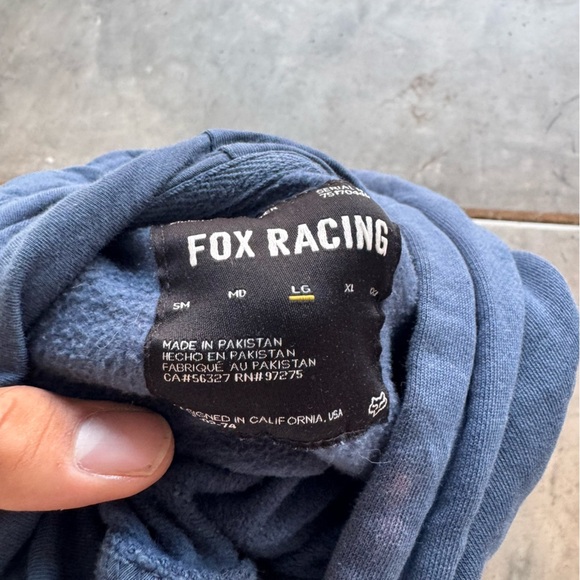 FOX RACING
SM MD LG XL
MADE IN PAKISTAN
HECHO EN PAKISTAN
FABRIQUÉ AU PAKISTAN
CA#56327 RN#97275
IN CALIFORNIA, USA